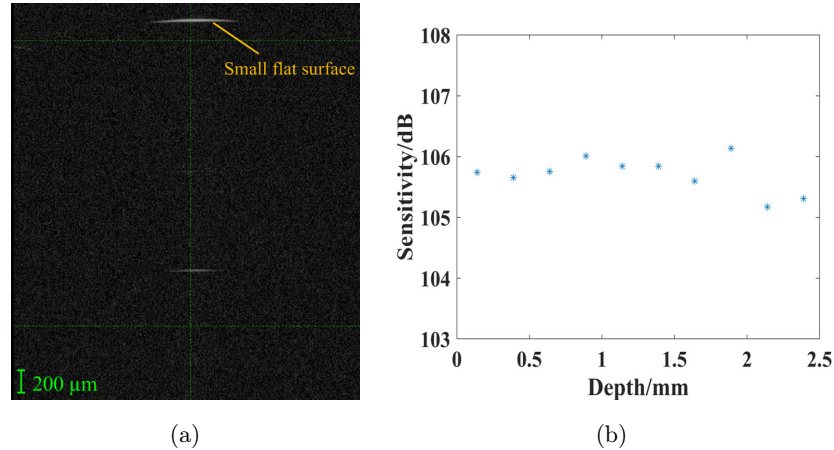 Small flat surface
200 μm
(a)
108
107
106
105
104
103
Sensitivity/dB
0 0.5 1 1.5 2 2.5
Depth/mm
(b)